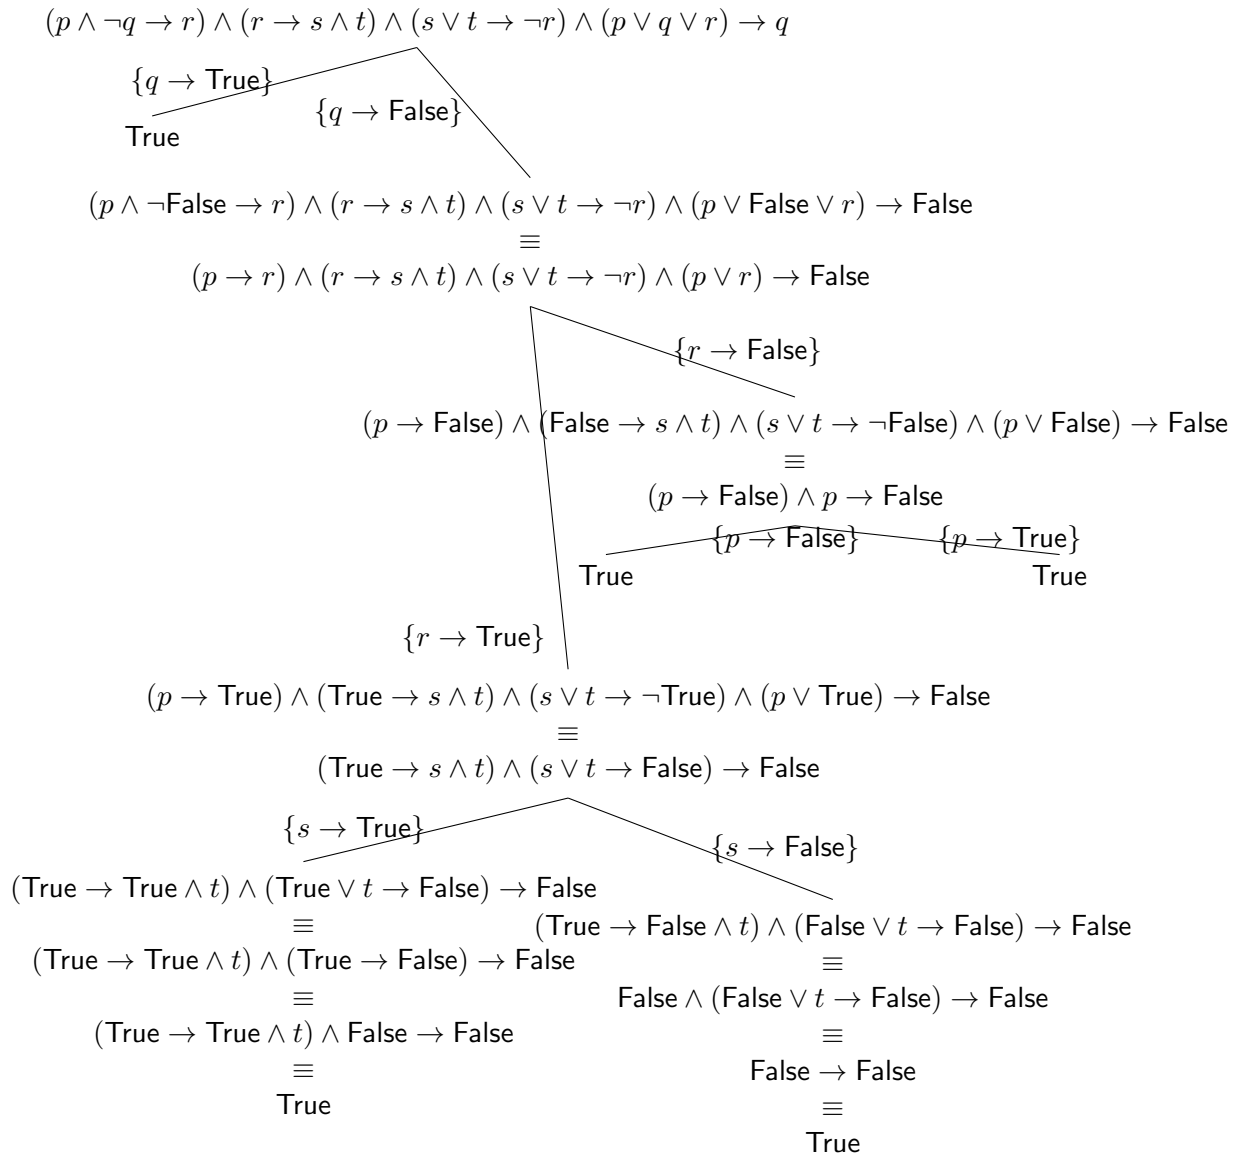 (p ∧ ¬q → r) ∧ (r → s ∧ t) ∧ (s ∨ t → ¬r) ∧ (p ∨ q ∨ r) → q
{q → True}
{q → False}
True
(p ∧ ¬False → r) ∧ (r → s ∧ t) ∧ (s ∨ t → ¬r) ∧ (p ∨ False ∨ r) → False
≡
(p → r) ∧ (r → s ∧ t) ∧ (s ∨ t → ¬r) ∧ (p ∨ r) → False
{r → False}
(p → False) ∧ (False → s ∧ t) ∧ (s ∨ t → ¬False) ∧ (p ∨ False) → False
≡
(p → False) ∧ p → False
{p → False} {p → True}
True True
{r → True}
(p → True) ∧ (True → s ∧ t) ∧ (s ∨ t → ¬True) ∧ (p ∨ True) → False
≡
(True → s ∧ t) ∧ (s ∨ t → False) → False
{s → True}
{s → False}
(True → True ∧ t) ∧ (True ∨ t → False) → False
≡
(True → True ∧ t) ∧ (True → False) → False
≡
(True → True ∧ t) ∧ False → False
≡
True
(True → False ∧ t) ∧ (False ∨ t → False) → False
≡
False ∧ (False ∨ t → False) → False
≡
False → False
≡
True